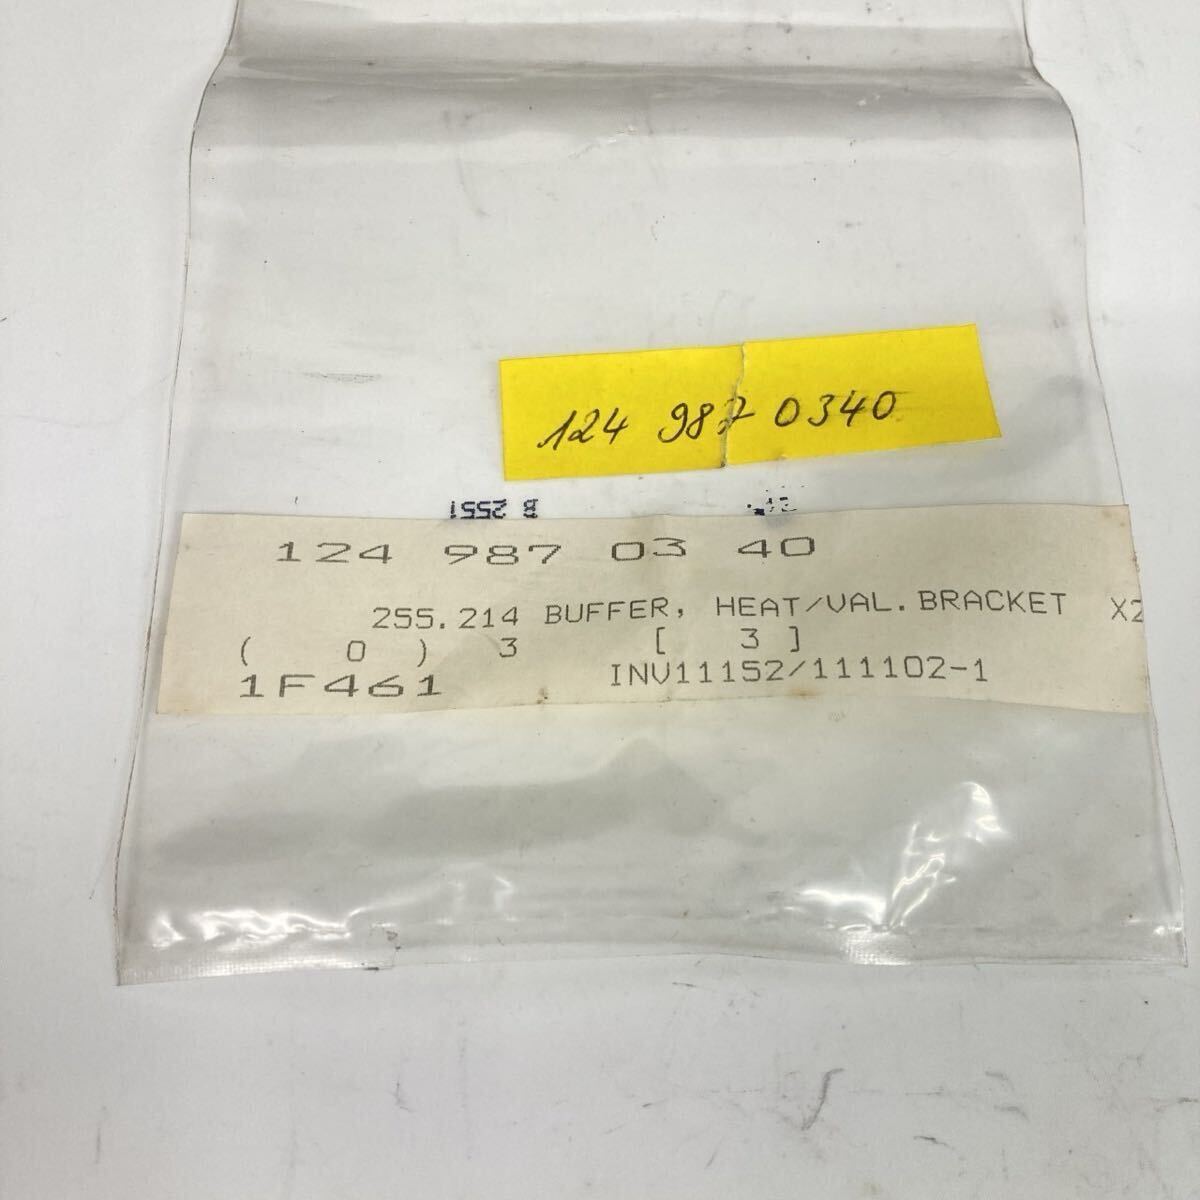 124 987 0340
B 2551
124 987 03 40
255.214 BUFFER, HEAT/VAL.BRACKET X2
( 0 ) 3 [ 3 ]
1F461 INV11152/111102-1